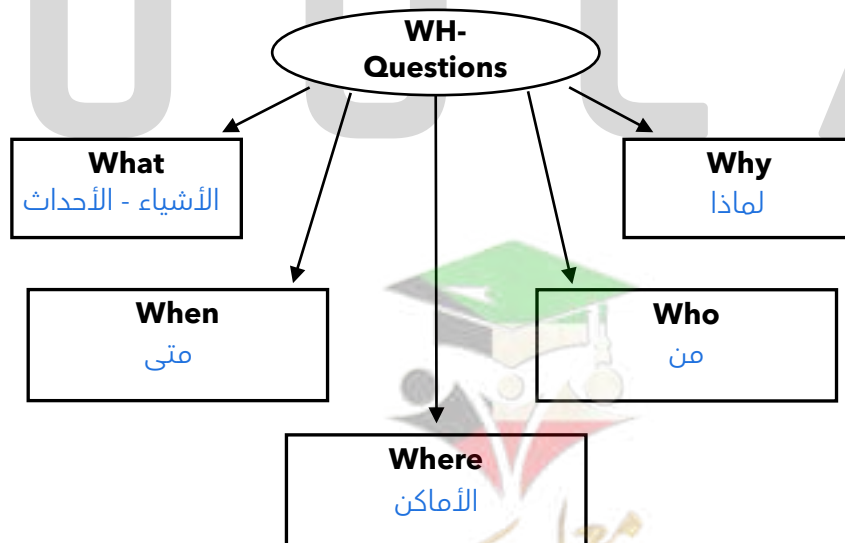 WH-
Questions
What
الأشياء - الأحداث
Why
لماذا
When
متى
Who
من
Where
الأماكن